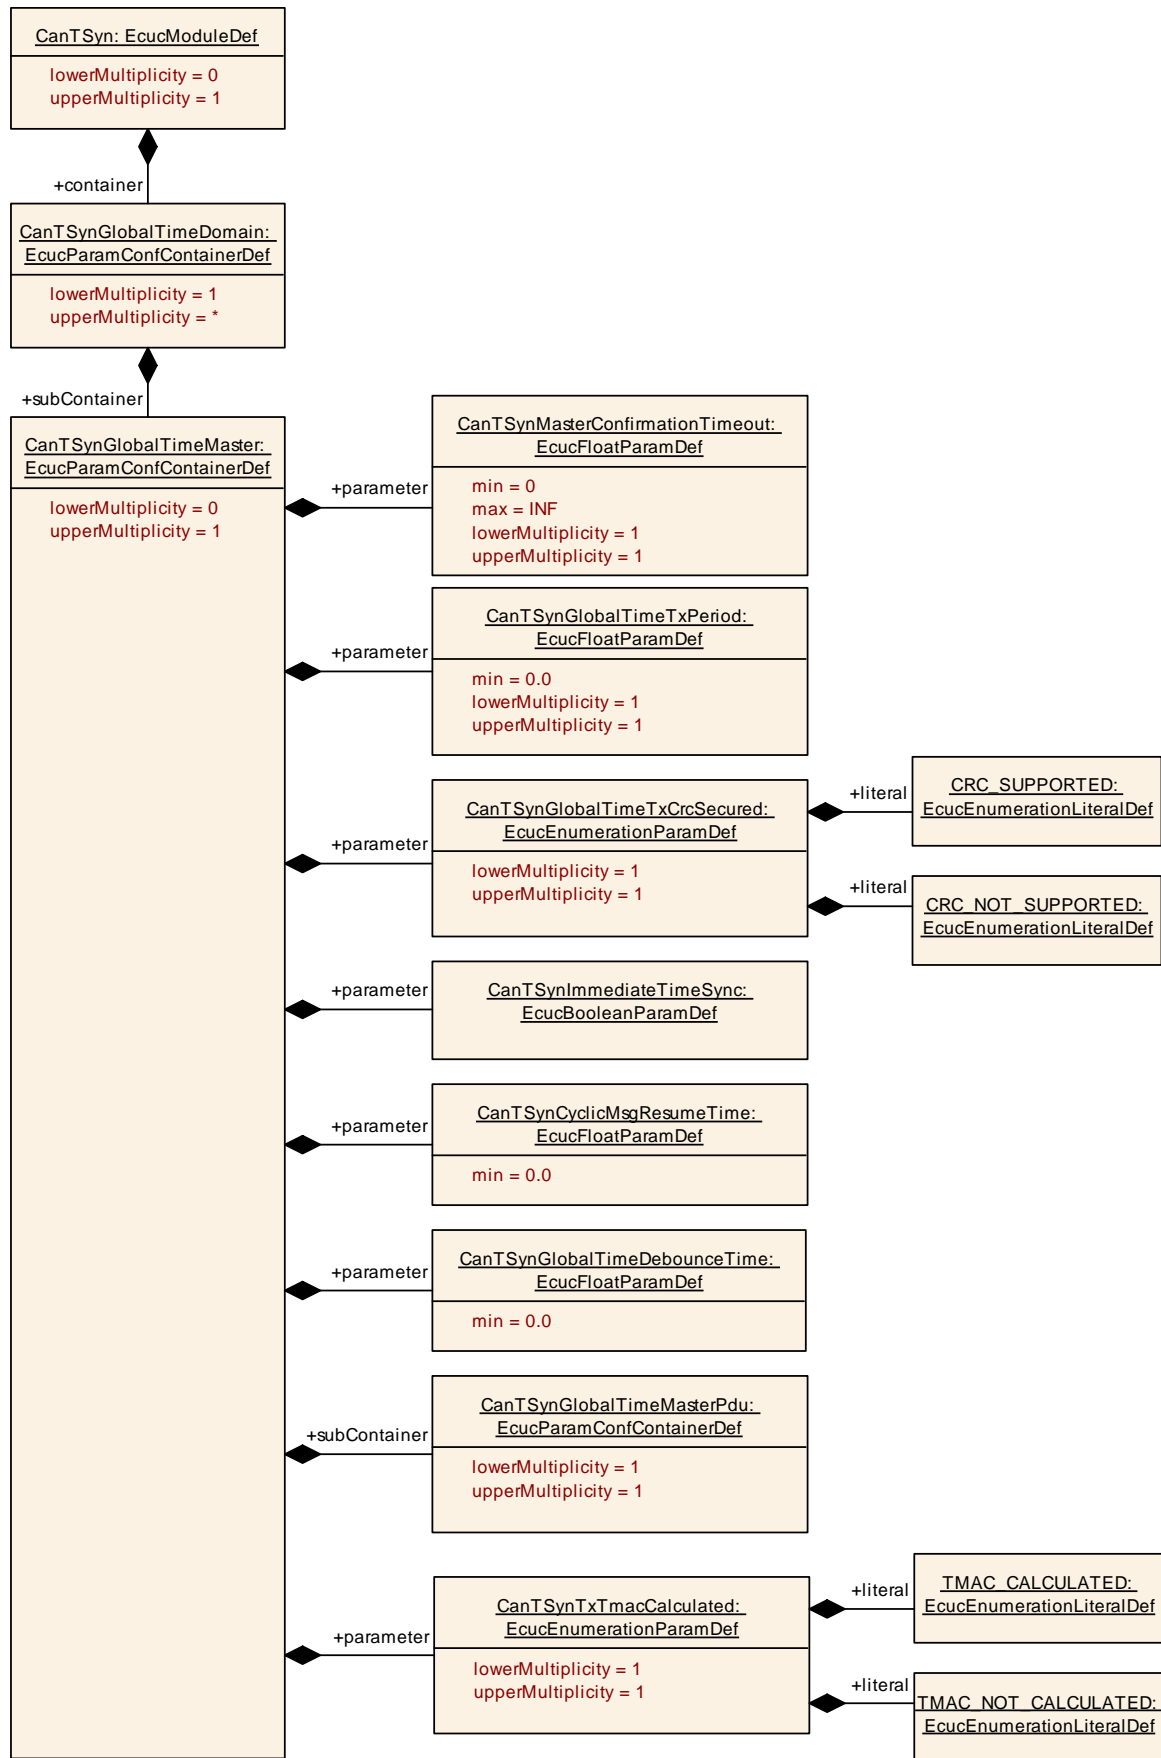 CanTSyn: EcucModuleDef
lowerMultiplicity = 0
upperMultiplicity = 1
+container
CanTSynGlobalTimeDomain:
EcucParamConfContainerDef
lowerMultiplicity = 1
upperMultiplicity = *
+subContainer
CanTSynGlobalTimeMaster:
EcucParamConfContainerDef
lowerMultiplicity = 0
upperMultiplicity = 1
+parameter
CanTSynMasterConfirmationTimeout:
EcucFloatParamDef
min = 0
max = INF
lowerMultiplicity = 1
upperMultiplicity = 1
+parameter
CanTSynGlobalTimeTxPeriod:
EcucFloatParamDef
min = 0.0
lowerMultiplicity = 1
upperMultiplicity = 1
+parameter
CanTSynGlobalTimeTxCrcSecured:
EcucEnumerationParamDef
lowerMultiplicity = 1
upperMultiplicity = 1
+literal
CRC_SUPPORTED:
EcucEnumerationLiteralDef
+literal
CRC_NOT_SUPPORTED:
EcucEnumerationLiteralDef
+parameter
CanTSynImmediateTimeSync:
EcucBooleanParamDef
+parameter
CanTSynCyclicMsgResumeTime:
EcucFloatParamDef
min = 0.0
+parameter
CanTSynGlobalTimeDebounceTime:
EcucFloatParamDef
min = 0.0
+subContainer
CanTSynGlobalTimeMasterPdu:
EcucParamConfContainerDef
lowerMultiplicity = 1
upperMultiplicity = 1
+parameter
CanTSynTxTmacCalculated:
EcucEnumerationParamDef
lowerMultiplicity = 1
upperMultiplicity = 1
+literal
TMAC_CALCULATED:
EcucEnumerationLiteralDef
+literal
TMAC_NOT_CALCULATED:
EcucEnumerationLiteralDef